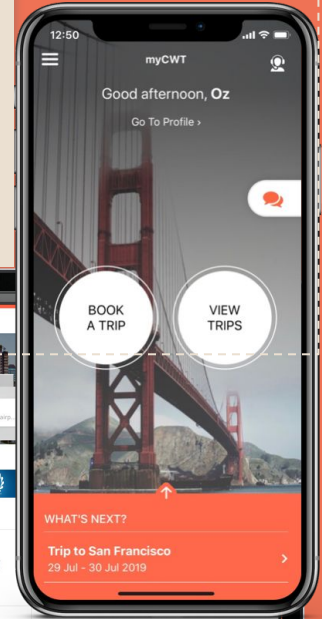 12:50
myCWT
Good afternoon, Oz
Go To Profile ›
BOOK
A TRIP
VIEW
TRIPS
WHAT'S NEXT?
Trip to San Francisco
29 Jul - 30 Jul 2019